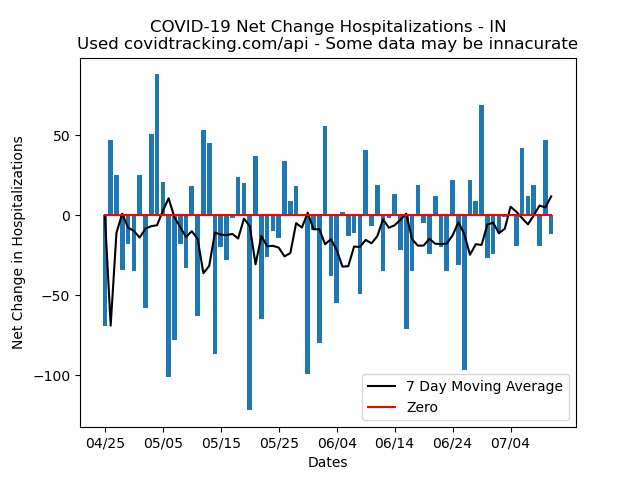 COVID-19 Net Change Hospitalizations - IN
Used covidtracking.com/api - Some data may be innacurate
Net Change in Hospitalizations
50
0
−50
−100
7 Day Moving Average
Zero
04/25 05/05 05/15 05/25 06/04 06/14 06/24 07/04
Dates